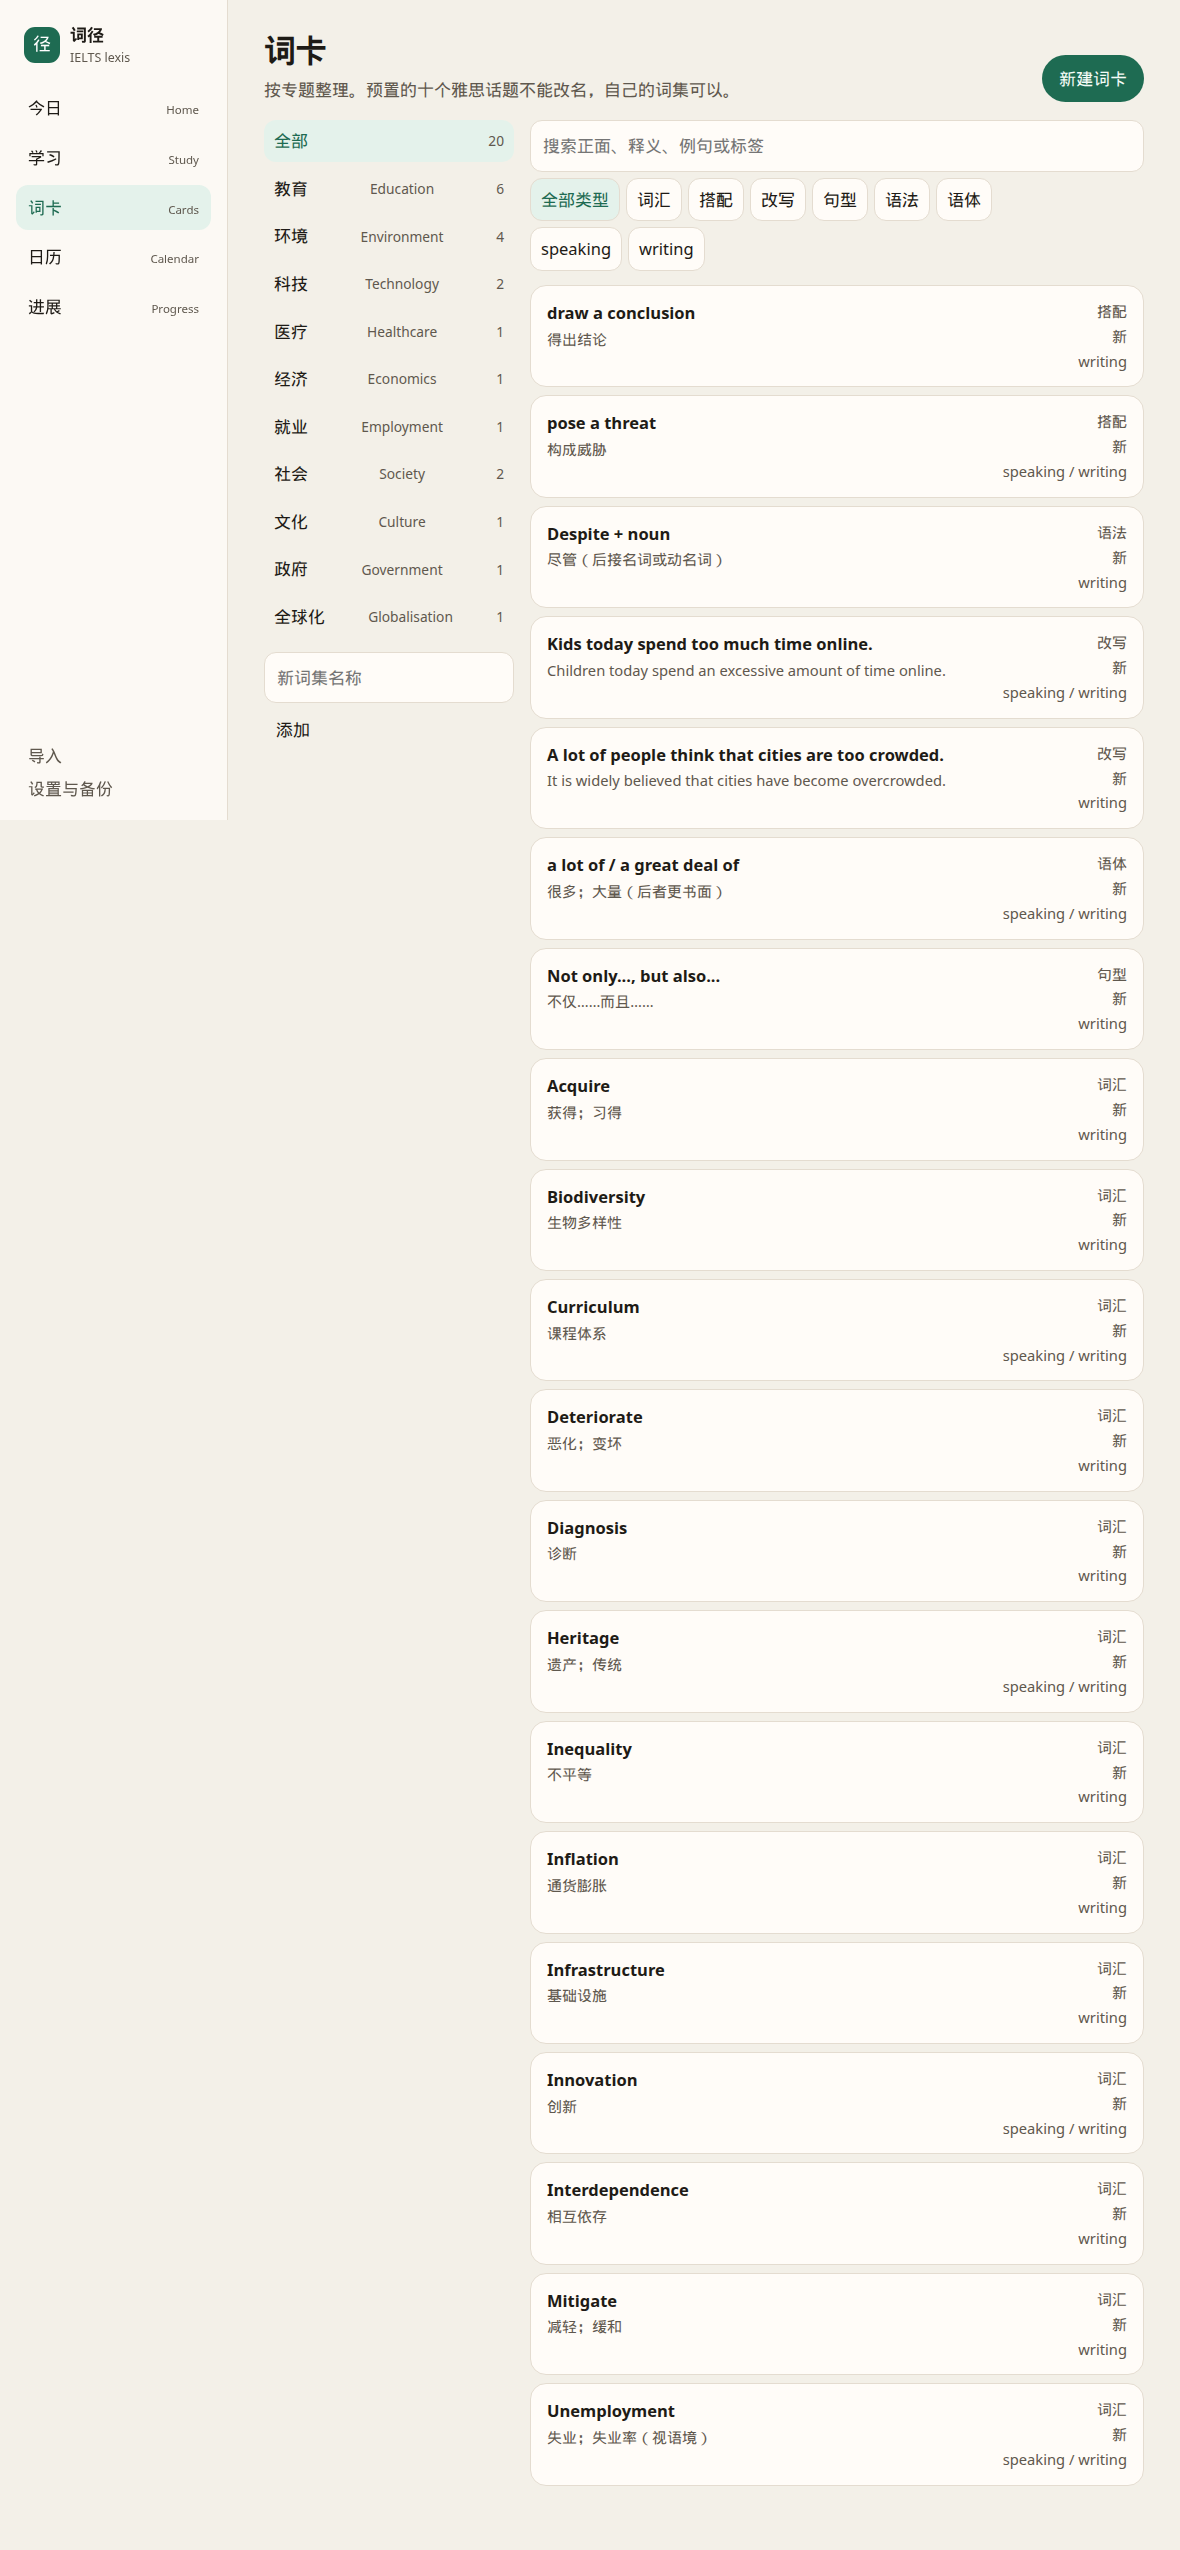 径
词径
IELTS lexis
今日 Home
学习 Study
词卡 Cards
日历 Calendar
进展 Progress
导入
设置与备份
词卡
按专题整理。预置的十个雅思话题不能改名，自己的词集可以。
新建词卡
全部 20
教育 Education 6
环境 Environment 4
科技 Technology 2
医疗 Healthcare 1
经济 Economics 1
就业 Employment 1
社会 Society 2
文化 Culture 1
政府 Government 1
全球化 Globalisation 1
新词集名称
添加
搜索正面、释义、例句或标签
全部类型 词汇 搭配 改写 句型 语法 语体
speaking writing
draw a conclusion
得出结论
搭配
新
writing
pose a threat
构成威胁
搭配
新
speaking / writing
Despite + noun
尽管（后接名词或动名词）
语法
新
writing
Kids today spend too much time online.
Children today spend an excessive amount of time online.
改写
新
speaking / writing
A lot of people think that cities are too crowded.
It is widely believed that cities have become overcrowded.
改写
新
writing
a lot of / a great deal of
很多；大量（后者更书面）
语体
新
speaking / writing
Not only…, but also…
不仅……而且……
句型
新
writing
Acquire
获得；习得
词汇
新
writing
Biodiversity
生物多样性
词汇
新
writing
Curriculum
课程体系
词汇
新
speaking / writing
Deteriorate
恶化；变坏
词汇
新
writing
Diagnosis
诊断
词汇
新
writing
Heritage
遗产；传统
词汇
新
speaking / writing
Inequality
不平等
词汇
新
writing
Inflation
通货膨胀
词汇
新
writing
Infrastructure
基础设施
词汇
新
writing
Innovation
创新
词汇
新
speaking / writing
Interdependence
相互依存
词汇
新
writing
Mitigate
减轻；缓和
词汇
新
writing
Unemployment
失业；失业率（视语境）
词汇
新
speaking / writing